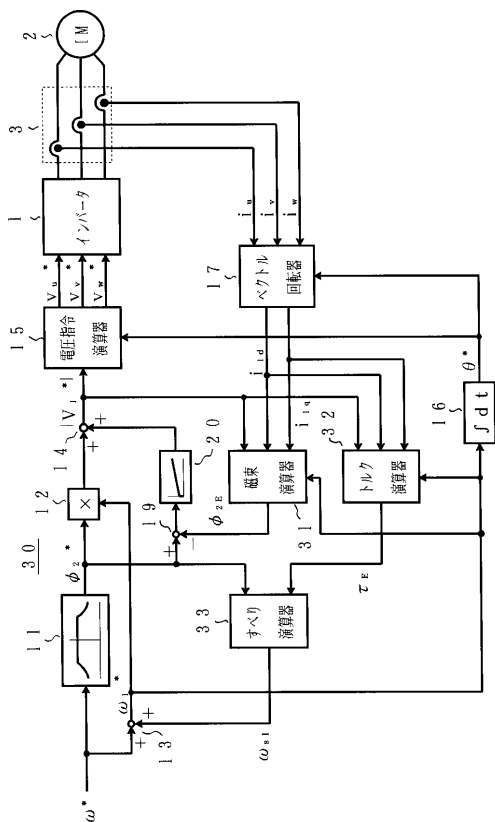 30
ω*
11
φ₂*
12
×
14
|V₁*|
15
電圧指令
演算器
Vu*
Vv*
Vw*
1
インバータ
3
2
IM
+
+
13
ω₁*
+
+
19
+
−
20
φ₂E
磁束
演算器
31
i₁d
i₁q
17
ベクトル
回転器
iu
iv
iw
33
すべり
演算器
ωsl
τE
32
トルク
演算器
16
∫dt
θ*